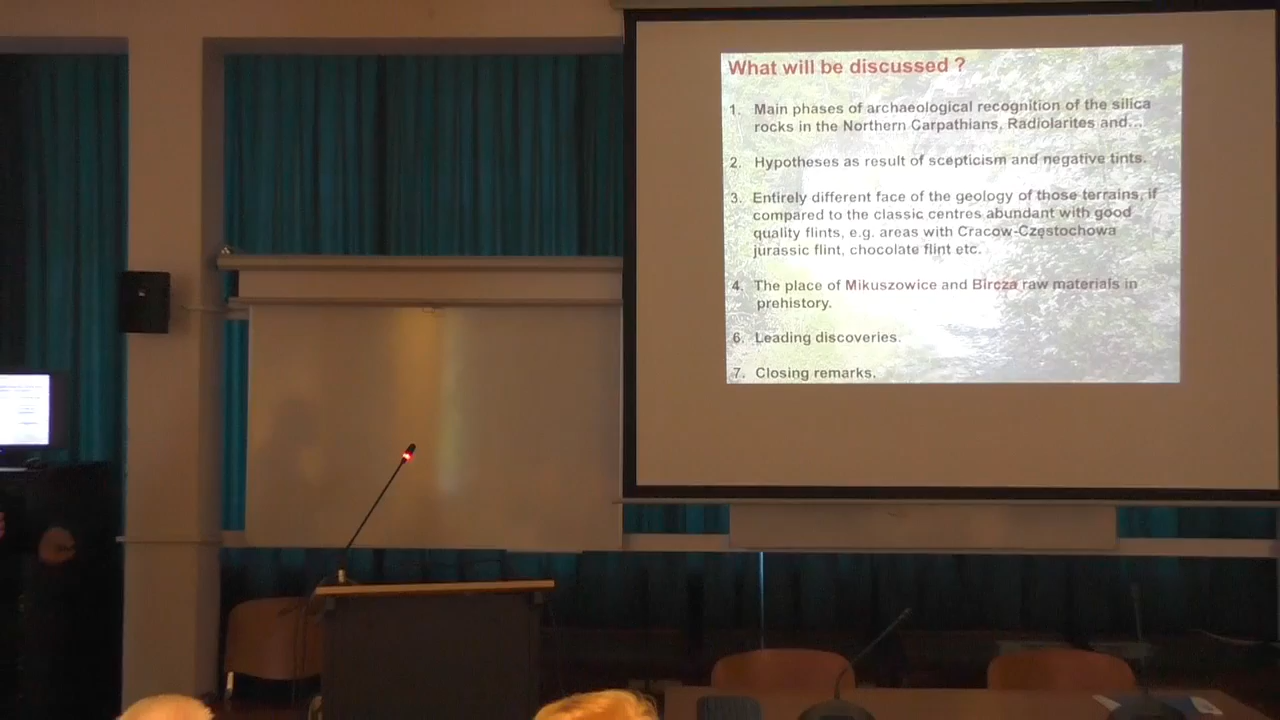 What will be discussed ?
1. Main phases of archaeological recognition of the silica
rocks in the Northern Carpathians. Radiolarites and...
2. Hypotheses as result of scepticism and negative tints.
3. Entirely different face of the geology of those terrains, if
compared to the classic centres abundant with good
quality flints, e.g. areas with Cracow-Częstochowa
jurassic flint, chocolate flint etc.
4. The place of Mikuszowice and Bircza raw materials in
prehistory.
6. Leading discoveries.
7. Closing remarks.